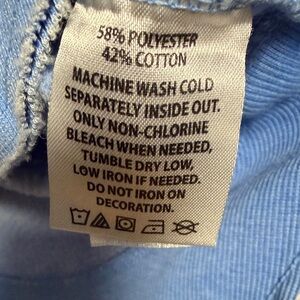 58% POLYESTER
42% COTTON
MACHINE WASH COLD
SEPARATELY INSIDE OUT.
ONLY NON-CHLORINE
BLEACH WHEN NEEDED,
TUMBLE DRY LOW,
LOW IRON IF NEEDED.
DO NOT IRON ON
DECORATION.